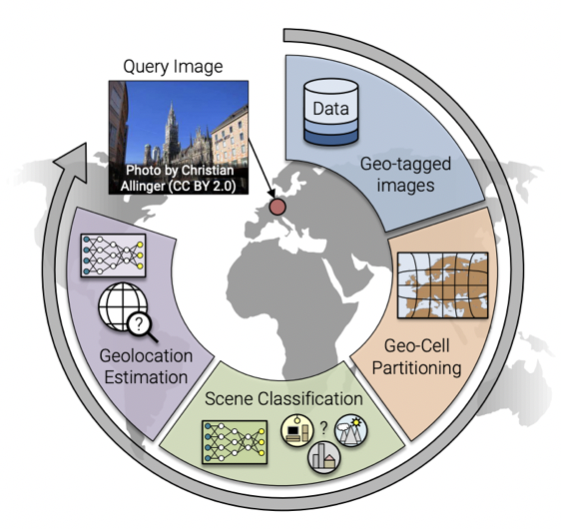 Query Image
Photo by Christian
Allinger (CC BY 2.0)
Data
Geo-tagged
images
Geo-Cell
Partitioning
Scene Classification
?
Geolocation
Estimation
?